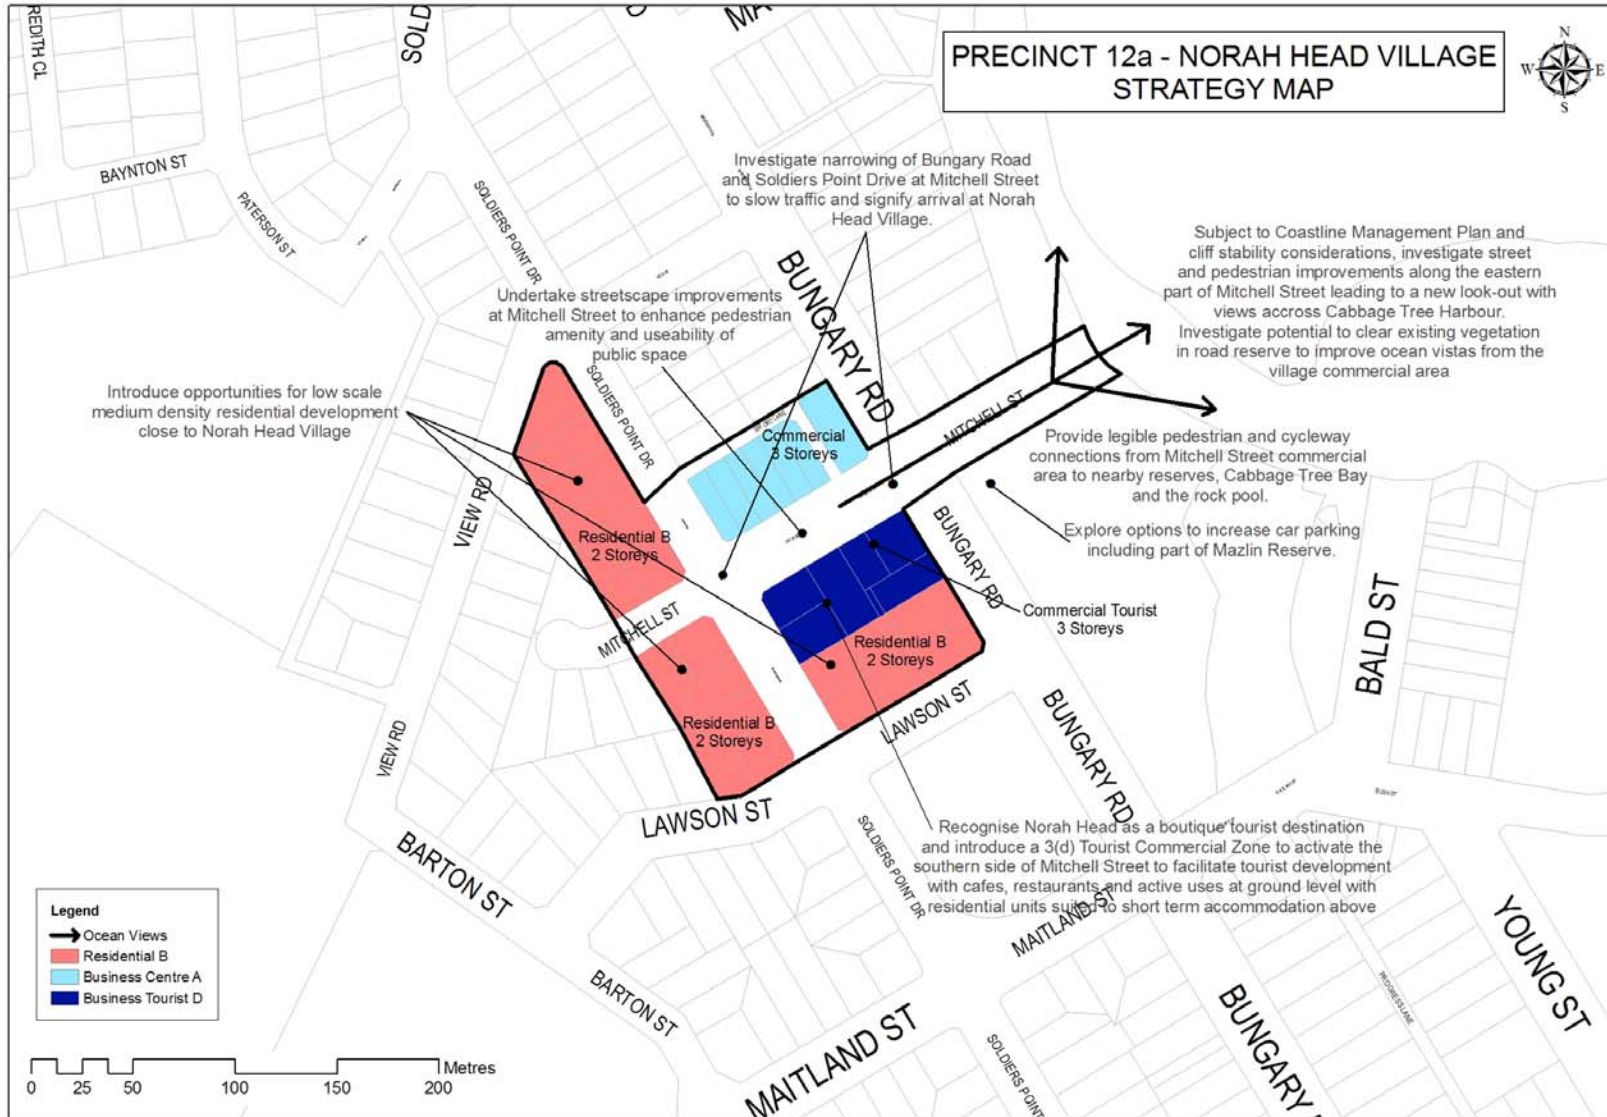 PRECINCT 12a - NORAH HEAD VILLAGE
STRATEGY MAP
N
W
E
S
REDITH CL
SOLD
BAYNTON ST
PATERSON ST
SOLDIERS POINT DR
Investigate narrowing of Bungary Road
and Soldiers Point Drive at Mitchell Street
to slow traffic and signify arrival at Norah
Head Village.
Subject to Coastline Management Plan and
cliff stability considerations, investigate street
and pedestrian improvements along the eastern
part of Mitchell Street leading to a new look-out with
views accross Cabbage Tree Harbour.
Investigate potential to clear existing vegetation
in road reserve to improve ocean vistas from the
village commercial area
Undertake streetscape improvements
at Mitchell Street to enhance pedestrian
amenity and useability of
public space
BUNGARY RD
SOLDIERS POINT DR
Introduce opportunities for low scale
medium density residential development
close to Norah Head Village
Commercial
3 Storeys
MITCHELL ST
Provide legible pedestrian and cycleway
connections from Mitchell Street commercial
area to nearby reserves, Cabbage Tree Bay
and the rock pool.
VIEW RD
Residential B
2 Storeys
BUNGARY RD
Explore options to increase car parking
including part of Mazlin Reserve.
Commercial Tourist
3 Storeys
MITCHELL ST
Residential B
2 Storeys
BALD ST
Residential B
2 Storeys
LAWSON ST
VIEW RD
BUNGARY RD
LAWSON ST
SOLDIERS POINT DR
Recognise Norah Head as a boutique tourist destination
and introduce a 3(d) Tourist Commercial Zone to activate the
southern side of Mitchell Street to facilitate tourist development
with cafes, restaurants and active uses at ground level with
residential units suited to short term accommodation above
BARTON ST
MAITLAND ST
YOUNG ST
Legend
Ocean Views
Residential B
Business Centre A
Business Tourist D
BARTON ST
PROGRESS LANE
MAITLAND ST
SOLDIERS POINT
BUNGARY
0 25 50 100 150 200
Metres